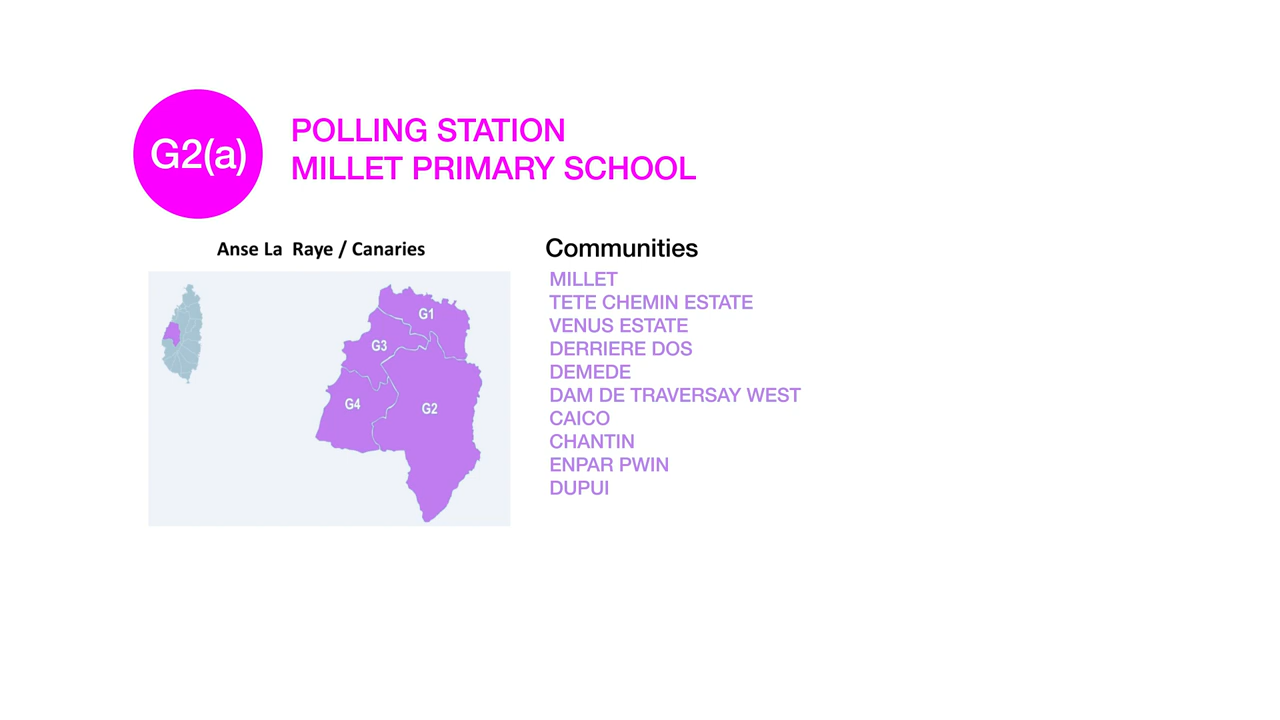 G2(a)
POLLING STATION
MILLET PRIMARY SCHOOL
Anse La Raye / Canaries
G1
G3
G4
G2
Communities
MILLET
TETE CHEMIN ESTATE
VENUS ESTATE
DERRIERE DOS
DEMEDE
DAM DE TRAVERSAY WEST
CAICO
CHANTIN
ENPAR PWIN
DUPUI